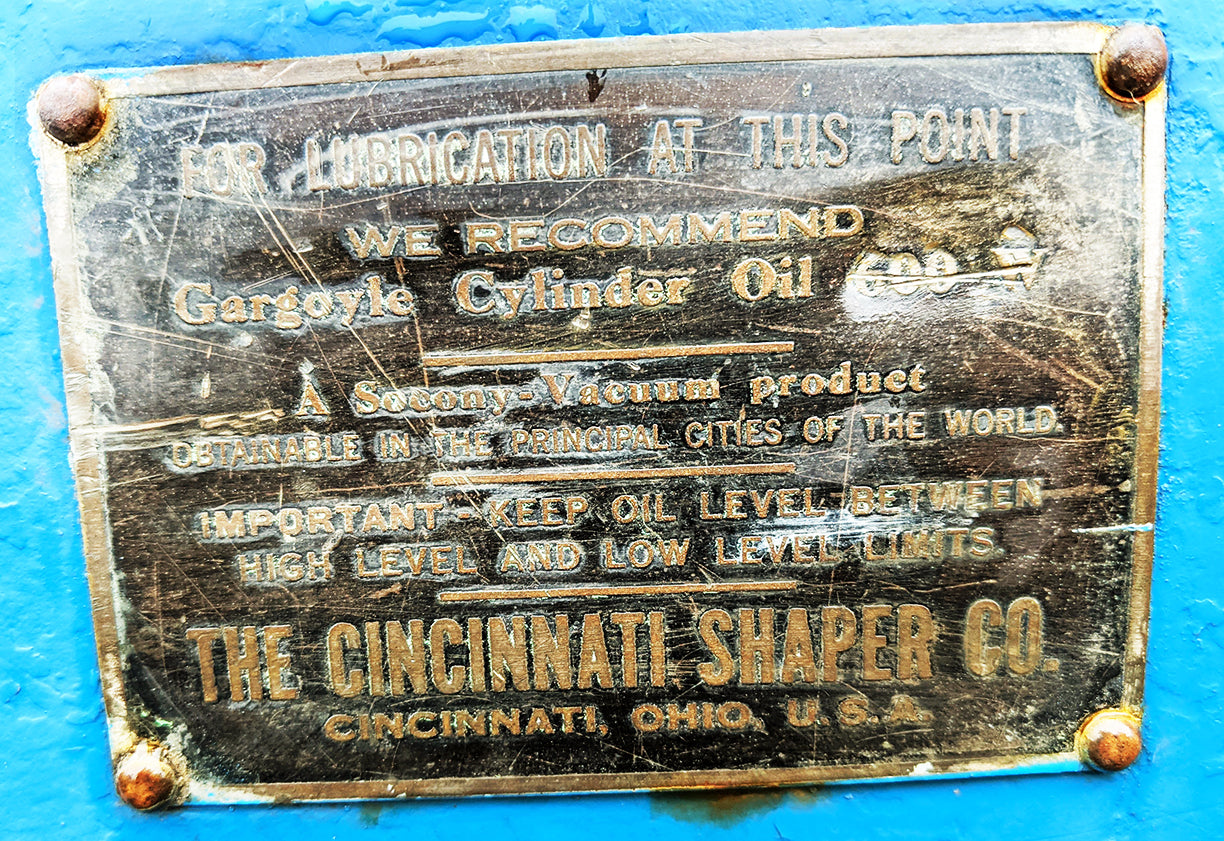 FOR LUBRICATION AT THIS POINT
WE RECOMMEND
Gargoyle Cylinder Oil 600
A Socony-Vacuum product
OBTAINABLE IN THE PRINCIPAL CITIES OF THE WORLD.
IMPORTANT - KEEP OIL LEVEL BETWEEN
HIGH LEVEL AND LOW LEVEL LIMITS.
THE CINCINNATI SHAPER CO.
CINCINNATI, OHIO, U.S.A.